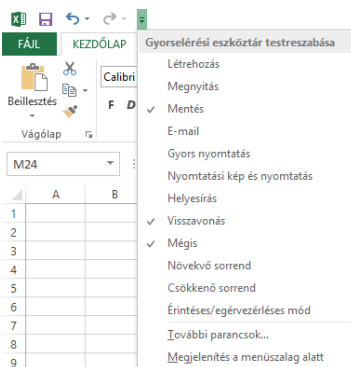 FÁJL KEZDŐLAP
Gyorselérési eszköztár testreszabása
Létrehozás
Megnyitás
Mentés
E-mail
Gyors nyomtatás
Nyomtatási kép és nyomtatás
Helyesírás
Visszavonás
Mégis
Növekvő sorrend
Csökkenő sorrend
Érintéses/egérvezérléses mód
További parancsok...
Megjelenítés a menüszalag alatt
Beillesztés
Calibri
F D
Vágólap
M24
A B
1
2
3
4
5
6
7
8
9